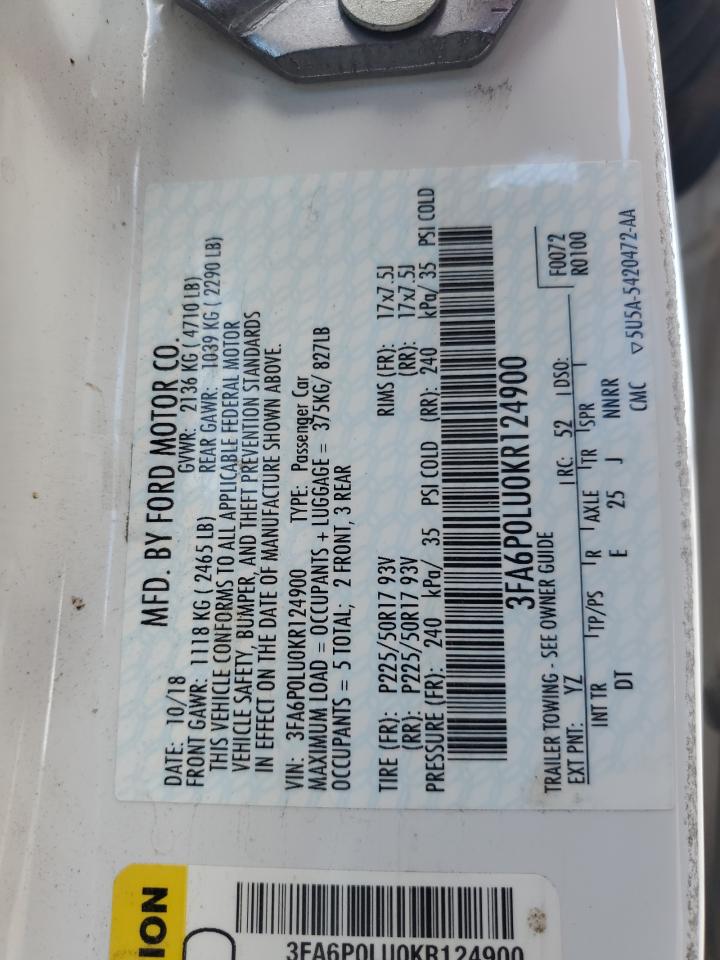 MFD. BY FORD MOTOR CO.
DATE: 10/18 GVWR: 2136 KG ( 4710 LB)
FRONT GAWR: 1118 KG ( 2465 LB) REAR GAWR: 1039 KG ( 2290 LB)
THIS VEHICLE CONFORMS TO ALL APPLICABLE FEDERAL MOTOR
VEHICLE SAFETY, BUMPER, AND THEFT PREVENTION STANDARDS
IN EFFECT ON THE DATE OF MANUFACTURE SHOWN ABOVE.
VIN: 3FA6P0LU0KR124900 TYPE: Passenger Car
MAXIMUM LOAD = OCCUPANTS + LUGGAGE = 375KG/ 827LB
OCCUPANTS = 5 TOTAL; 2 FRONT, 3 REAR
TIRE (FR): P225/50R17 93V RIMS (FR): 17x7.5J
(RR): P225/50R17 93V (RR): 17x7.5J
PRESSURE (FR): 240 kPa/ 35 PSI COLD (RR): 240 kPa/ 35 PSI COLD
3FA6P0LU0KR124900
TRAILER TOWING - SEE OWNER GUIDE F0072
EXT PNT: YZ RC: 52 DSO: R0100
INT TR TP/PS R AXLE TR SPR
DT E 25 J NNRR
CMC ▽5U5A-5420472-AA
ION
3FA6P0LU0KR124900